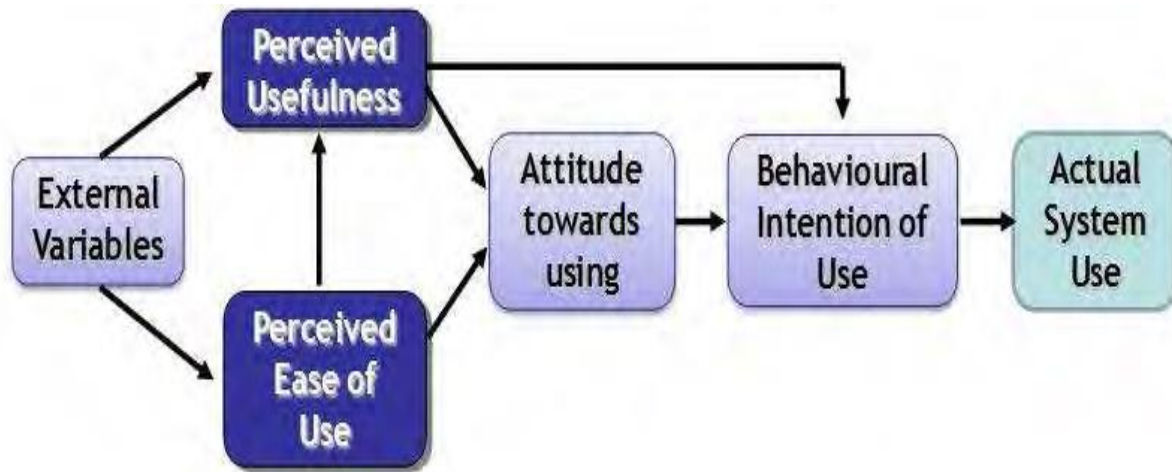 External
Variables
Perceived
Usefulness
Perceived
Ease of
Use
Attitude
towards
using
Behavioural
Intention of
Use
Actual
System
Use